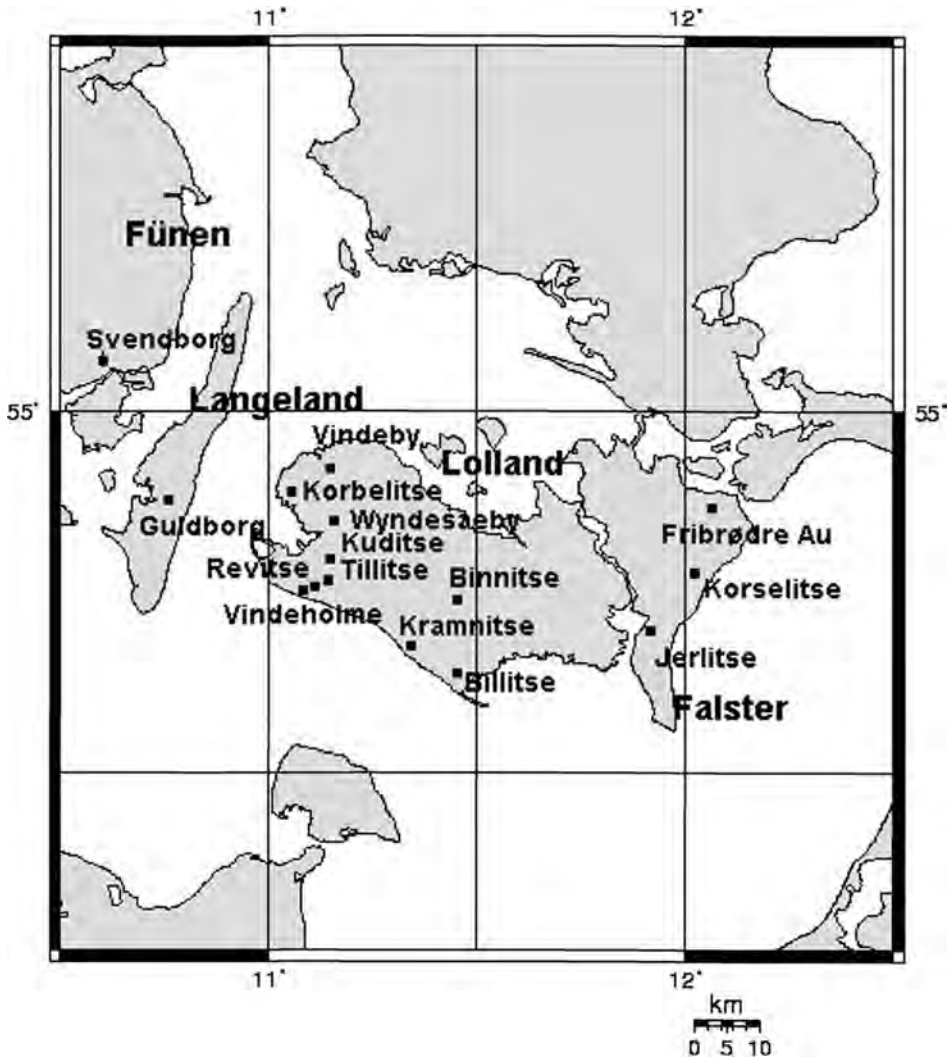 11° 12°
Fünen
Svendborg
Langeland
55° 55°
Vindeby
Lolland
Korbelitse
Guldborg
Wyndesaeby
Fribrødre Au
Kuditse
Revitse
Tillitse
Binnitse
Korselitse
Vindeholme
Kramnitse
Jerlitse
Billitse
Falster
11° 12°
km
0 5 10